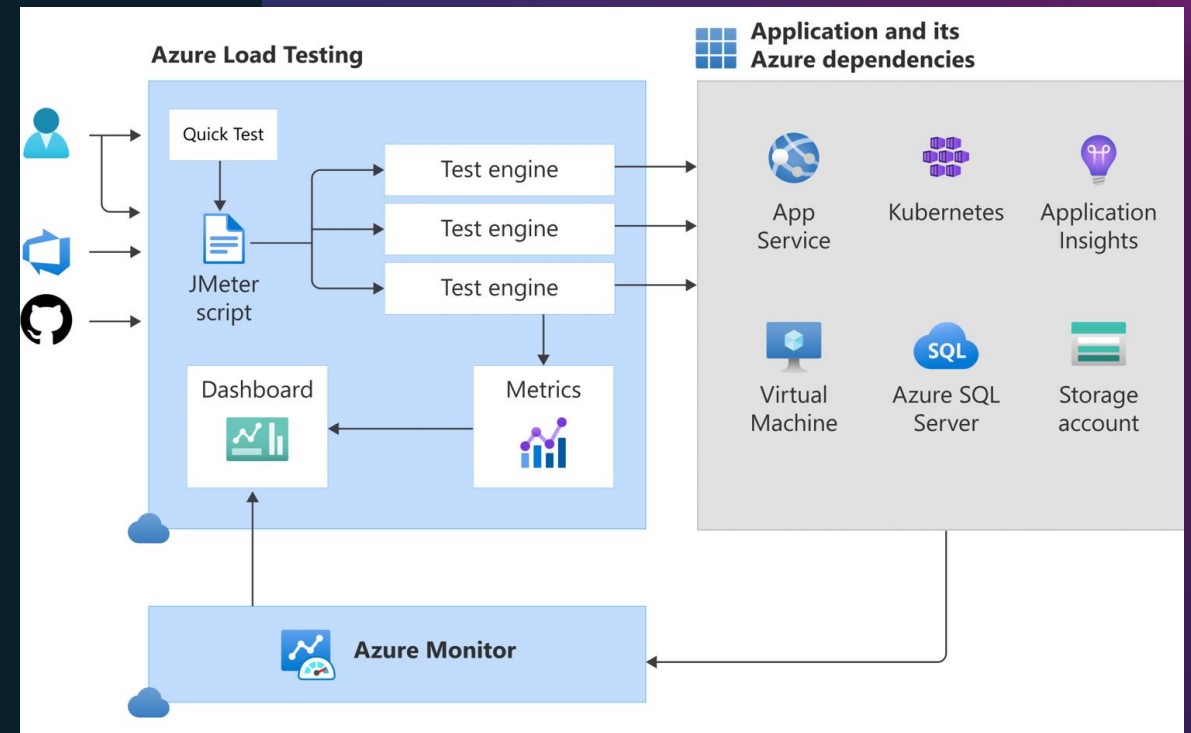 Azure Load Testing
Application and its
Azure dependencies
Quick Test
JMeter
script
Test engine
Test engine
Test engine
Dashboard
Metrics
App
Service
Kubernetes
Application
Insights
Virtual
Machine
SQL
Azure SQL
Server
Storage
account
Azure Monitor